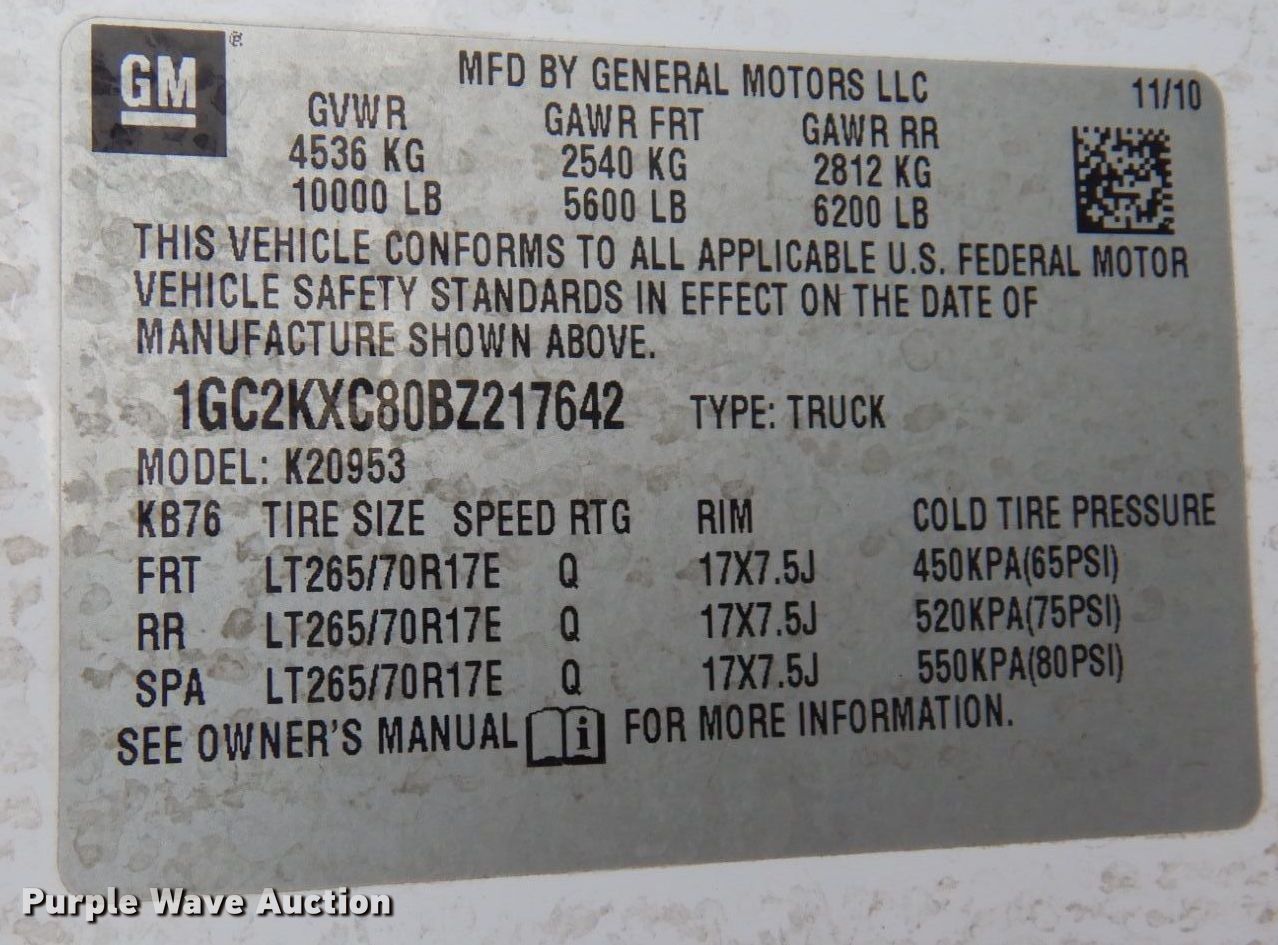 GM
®
MFD BY GENERAL MOTORS LLC
11/10
GVWR GAWR FRT GAWR RR
4536 KG 2540 KG 2812 KG
10000 LB 5600 LB 6200 LB
THIS VEHICLE CONFORMS TO ALL APPLICABLE U.S. FEDERAL MOTOR
VEHICLE SAFETY STANDARDS IN EFFECT ON THE DATE OF
MANUFACTURE SHOWN ABOVE.
1GC2KXC80BZ217642 TYPE: TRUCK
MODEL: K20953
KB76 TIRE SIZE SPEED RTG RIM COLD TIRE PRESSURE
FRT LT265/70R17E Q 17X7.5J 450KPA(65PSI)
RR LT265/70R17E Q 17X7.5J 520KPA(75PSI)
SPA LT265/70R17E Q 17X7.5J 550KPA(80PSI)
SEE OWNER'S MANUAL i FOR MORE INFORMATION.
Purple Wave Auction